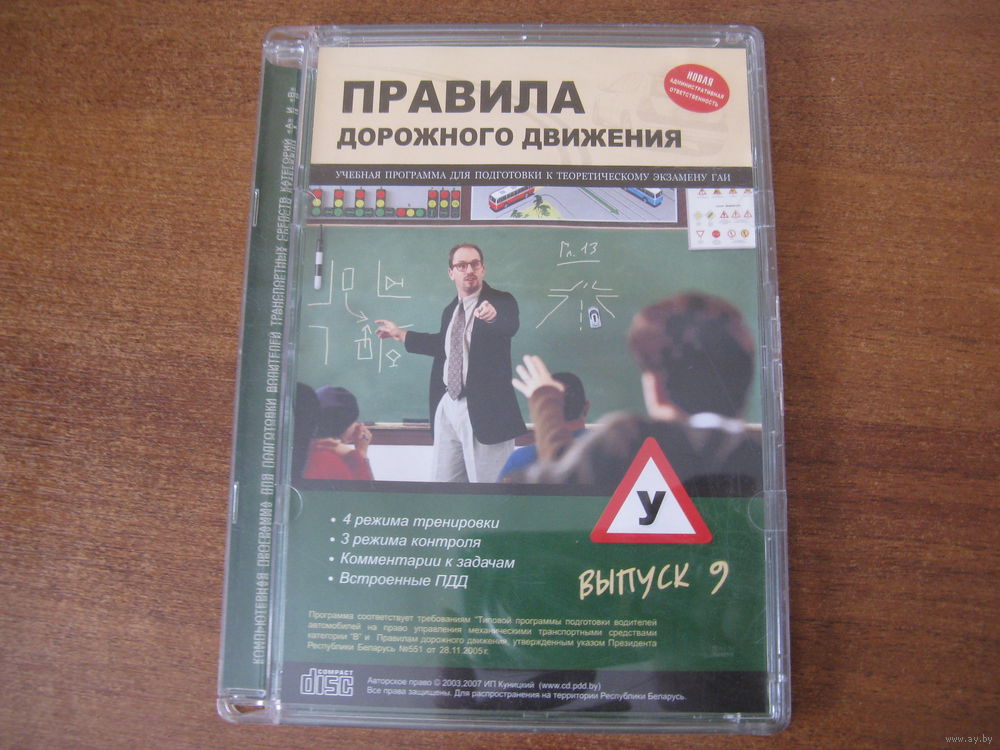 ПРАВИЛА
ДОРОЖНОГО ДВИЖЕНИЯ
НОВАЯ
АДМИНИСТРАТИВНАЯ
ОТВЕТСТВЕННОСТЬ
УЧЕБНАЯ ПРОГРАММА ДЛЯ ПОДГОТОВКИ К ТЕОРЕТИЧЕСКОМУ ЭКЗАМЕНУ ГАИ
КОМПЬЮТЕРНАЯ ПРОГРАММА ДЛЯ ПОДГОТОВКИ ВОДИТЕЛЕЙ ТРАНСПОРТНЫХ СРЕДСТВ КАТЕГОРИЙ «А» И «В»
Гл. 13
У
• 4 режима тренировки
• 3 режима контроля
• Комментарии к задачам
• Встроенные ПДД
ВЫПУСК 9
Программа соответствует требованиям "Типовой программы подготовки водителей
автомобилей на право управления механическими транспортными средствами
категории "В" и Правилам дорожного движения, утвержденным указом Президента
Республики Беларусь №551 от 28.11.2005 г.
COMPACT
disc
Авторское право © 2003,2007 ИП Куницкий (www.cd.pdd.by)
Все права защищены. Для распространения на территории Республики Беларусь.
www.ay.by